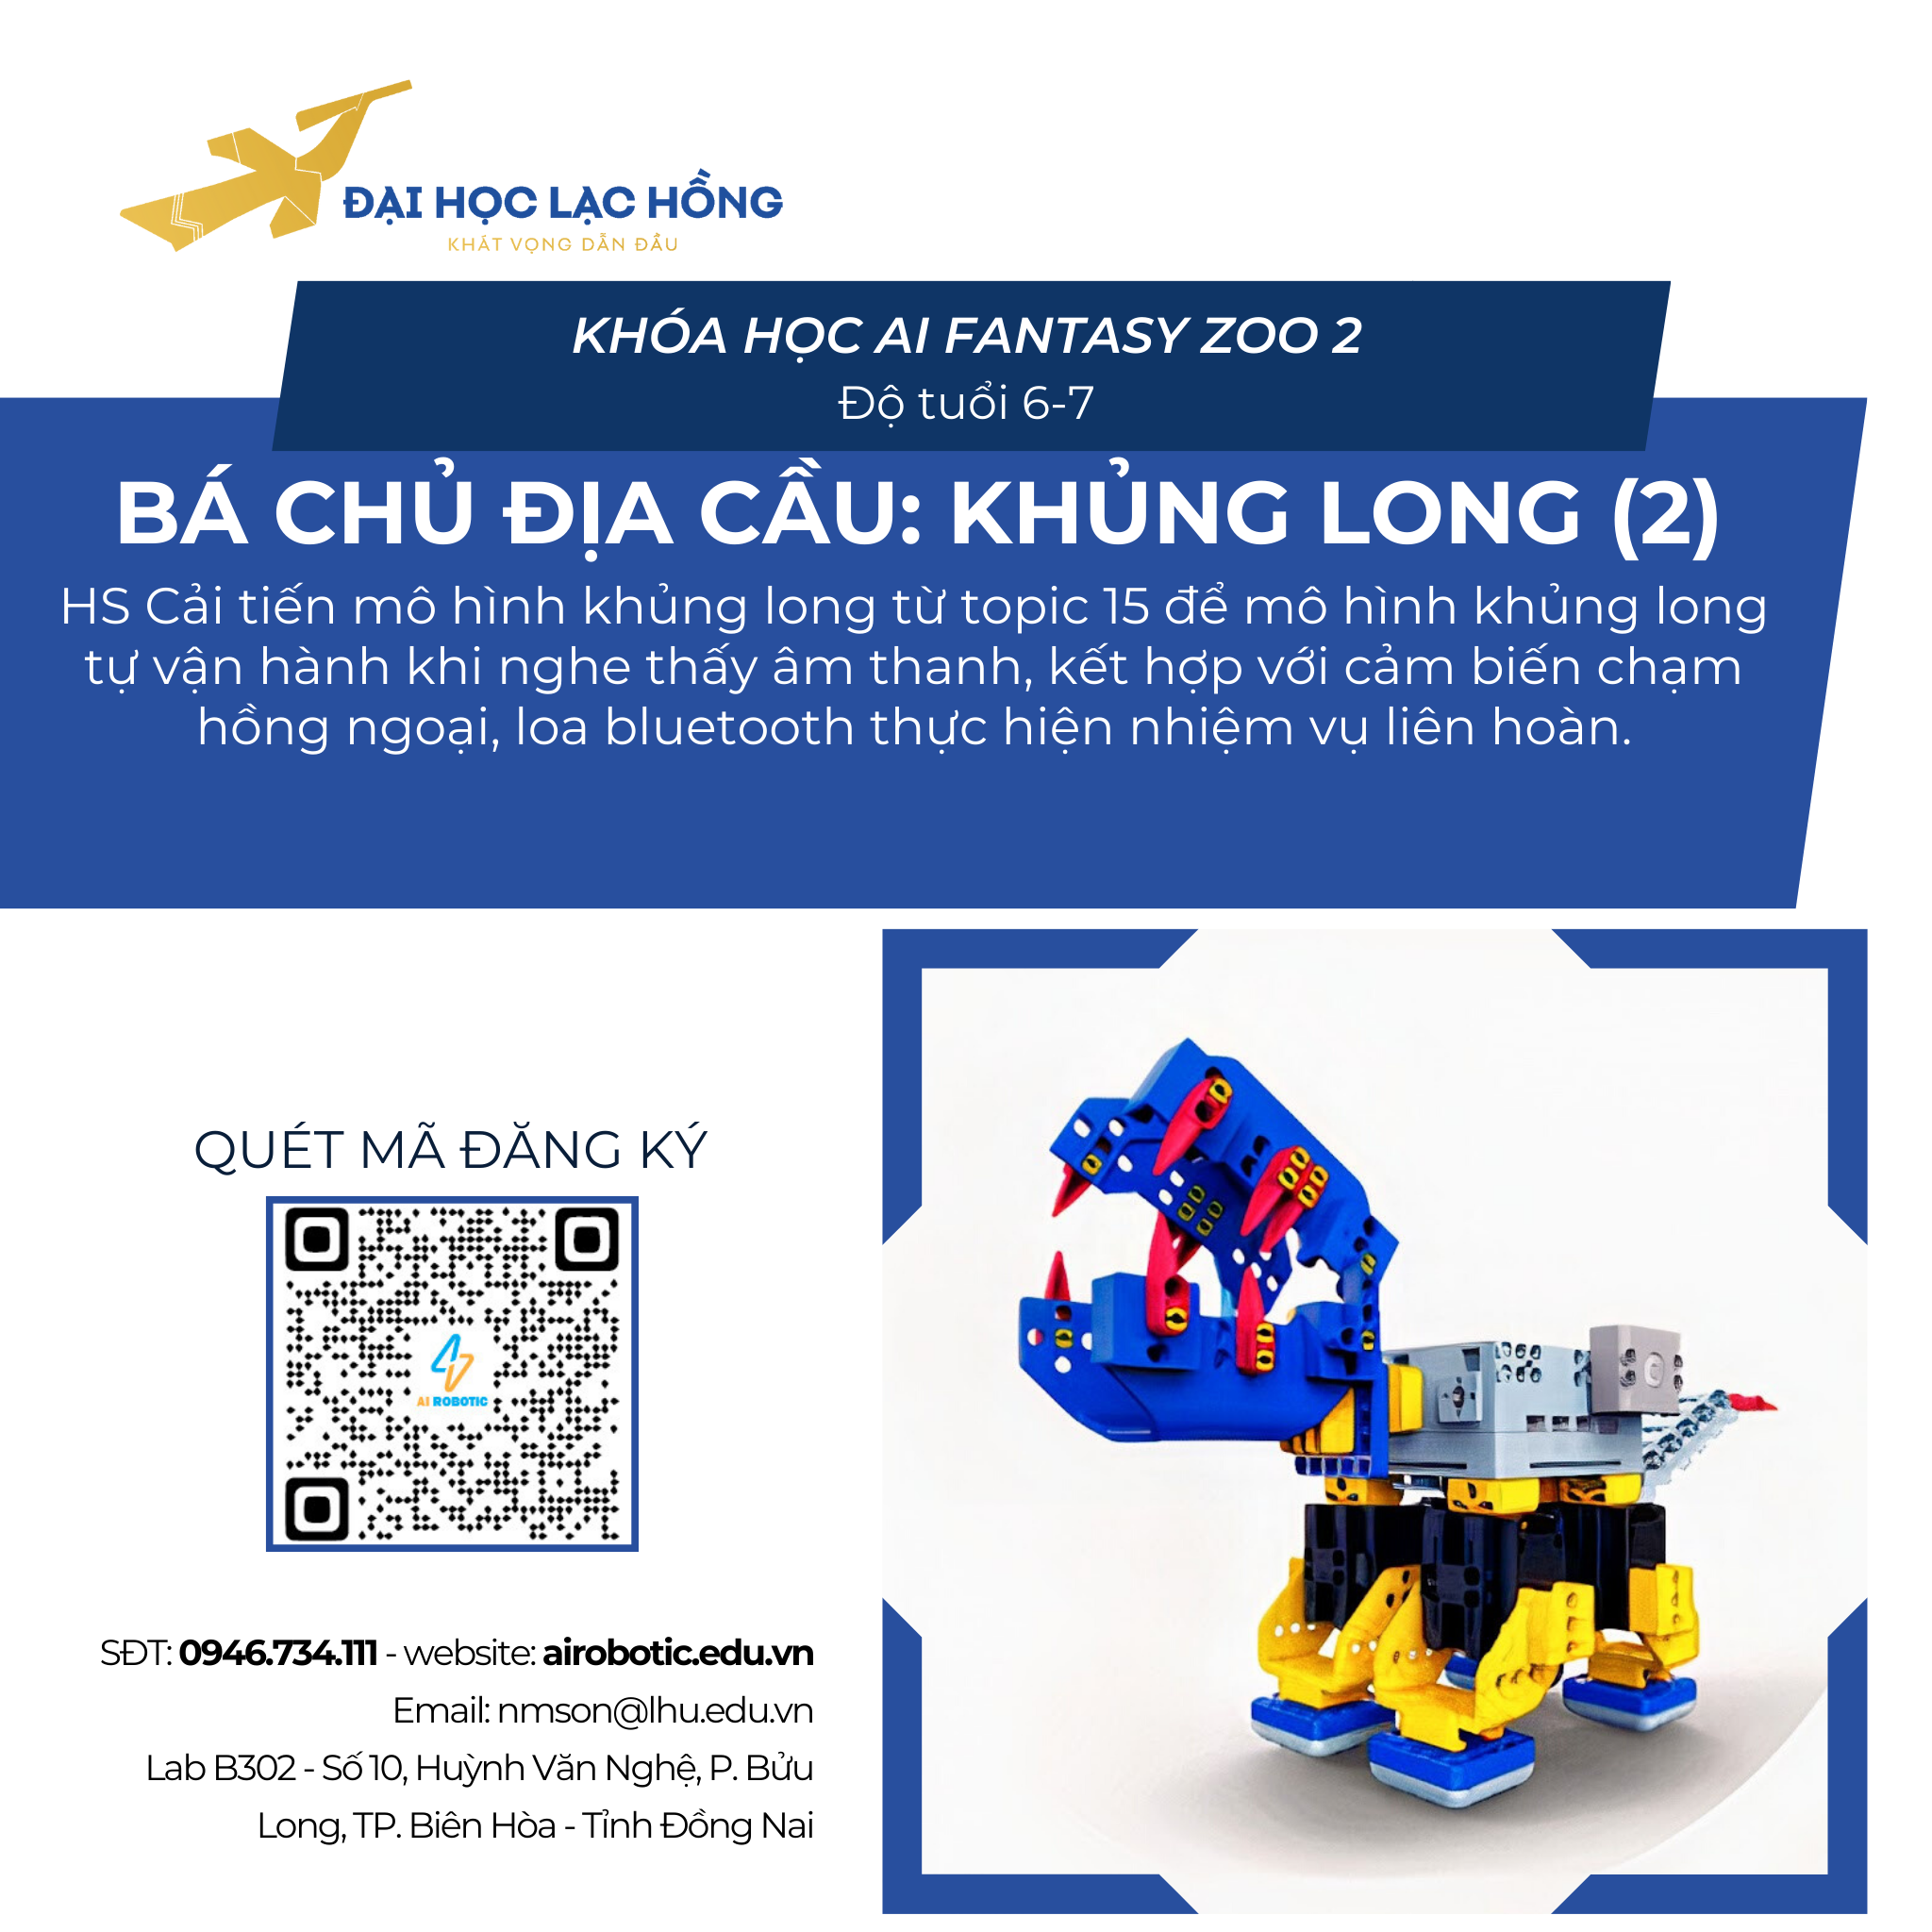 ĐẠI HỌC LẠC HỒNG
KHÁT VỌNG DẪN ĐẦU
KHÓA HỌC AI FANTASY ZOO 2
Độ tuổi 6-7
BÁ CHỦ ĐỊA CẦU: KHỦNG LONG (2)
HS Cải tiến mô hình khủng long từ topic 15 để mô hình khủng long
tự vận hành khi nghe thấy âm thanh, kết hợp với cảm biến chạm
hồng ngoại, loa bluetooth thực hiện nhiệm vụ liên hoàn.
QUÉT MÃ ĐĂNG KÝ
AI ROBOTIC
SĐT: 0946.734.111 - website: airobotic.edu.vn
Email: nmson@lhu.edu.vn
Lab B302 - Số 10, Huỳnh Văn Nghệ, P. Bửu
Long, TP. Biên Hòa - Tỉnh Đồng Nai